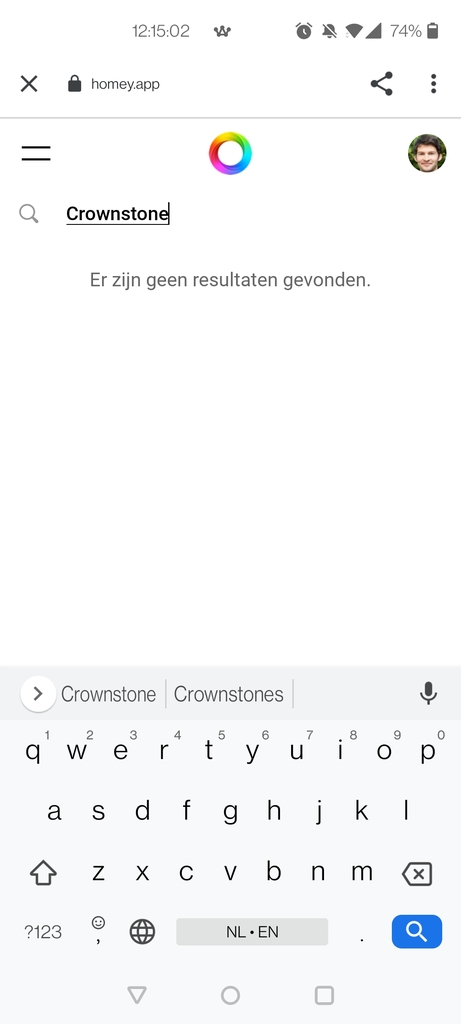 12:15:02 74%
homey.app
Crownstone
Er zijn geen resultaten gevonden.
Crownstone Crownstones
1 2 3 4 5 6 7 8 9 0
q w e r t y u i o p
a s d f g h j k l
z x c v b n m
?123 , NL • EN .